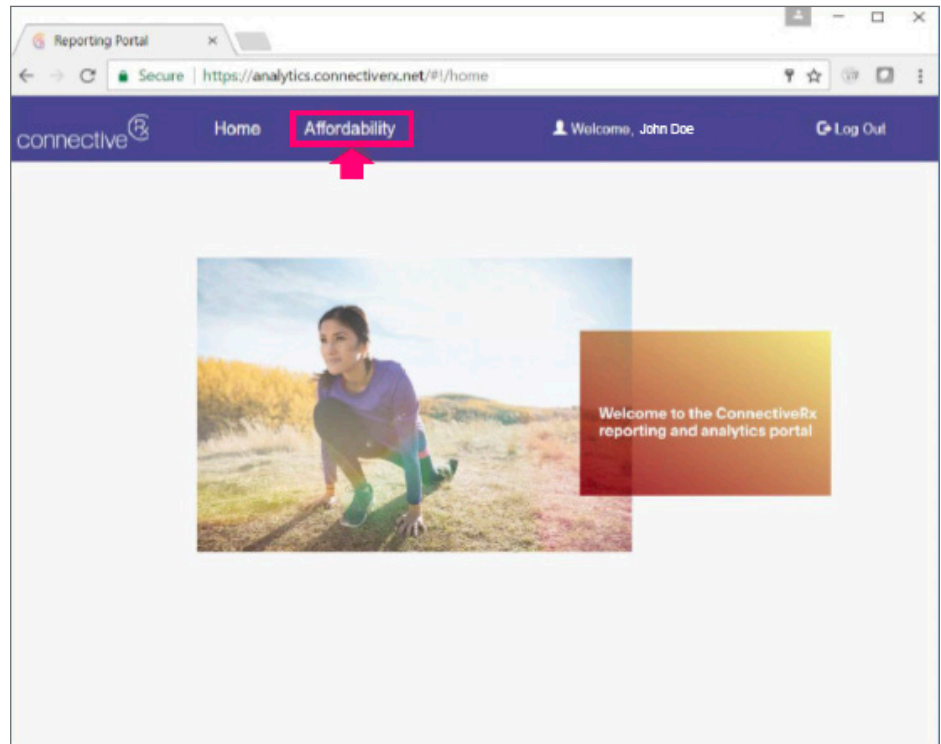 Reporting Portal
Secure | https://analytics.connectiverx.net/#!/home
connective Rx Home Affordability Welcome, John Doe Log Out
Welcome to the ConnectiveRx
reporting and analytics portal